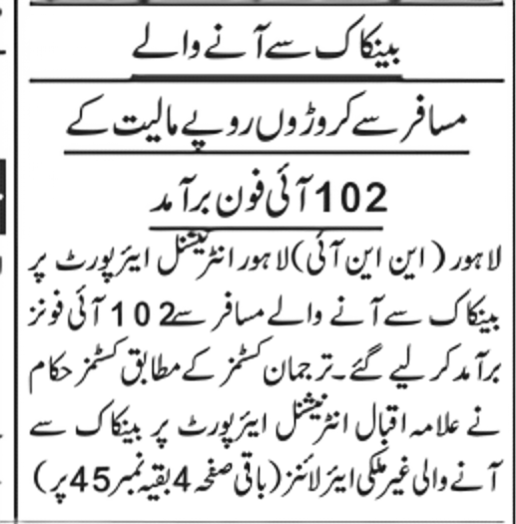 بینکاک سے آنے والے
مسافر سے کروڑوں روپے مالیت کے
102 آئی فون برآمد
لاہور (این این آئی) لاہور انٹرنیشنل ایئرپورٹ پر
بینکاک سے آنے والے مسافر سے 102 آئی فونز
برآمد کر لیے گئے۔ ترجمان کسٹمز کے مطابق کسٹمز حکام
نے علامہ اقبال انٹرنیشنل ایئرپورٹ پر بینکاک سے
آنے والی غیر ملکی ایئر لائنز (باقی صفحہ 4 بقیہ نمبر 45 پر)